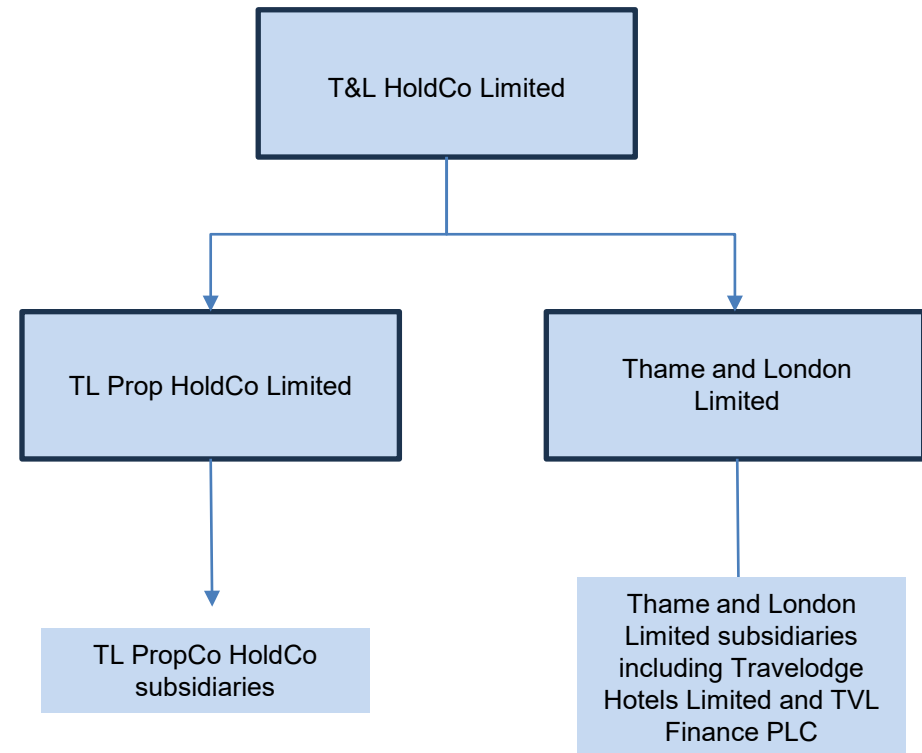 T&L HoldCo Limited
TL Prop HoldCo Limited
Thame and London
Limited
TL PropCo HoldCo
subsidiaries
Thame and London
Limited subsidiaries
including Travelodge
Hotels Limited and TVL
Finance PLC